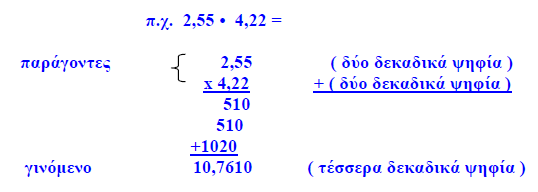 π.χ. 2,55 • 4,22 =
παράγοντες 2,55 ( δύο δεκαδικά ψηφία )
x 4,22 + ( δύο δεκαδικά ψηφία )
510
510
+1020
γινόμενο 10,7610 ( τέσσερα δεκαδικά ψηφία )